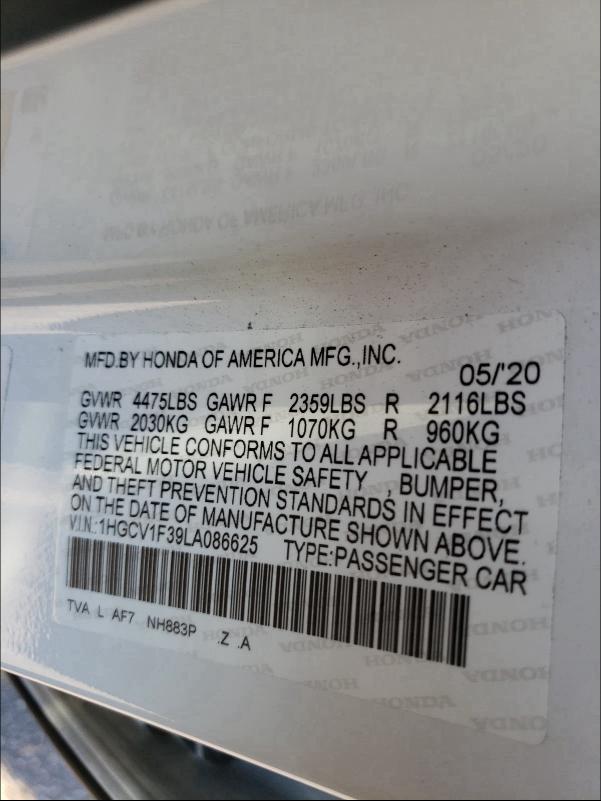 MFD.BY HONDA OF AMERICA MFG.,INC.
05/'20
GVWR 4475LBS GAWR F 2359LBS R 2116LBS
GVWR 2030KG GAWR F 1070KG R 960KG
THIS VEHICLE CONFORMS TO ALL APPLICABLE
FEDERAL MOTOR VEHICLE SAFETY , BUMPER,
AND THEFT PREVENTION STANDARDS IN EFFECT
ON THE DATE OF MANUFACTURE SHOWN ABOVE.
V.I.N.:1HGCV1F39LA086625 TYPE:PASSENGER CAR
TVA L AF7 NH883P .Z .A